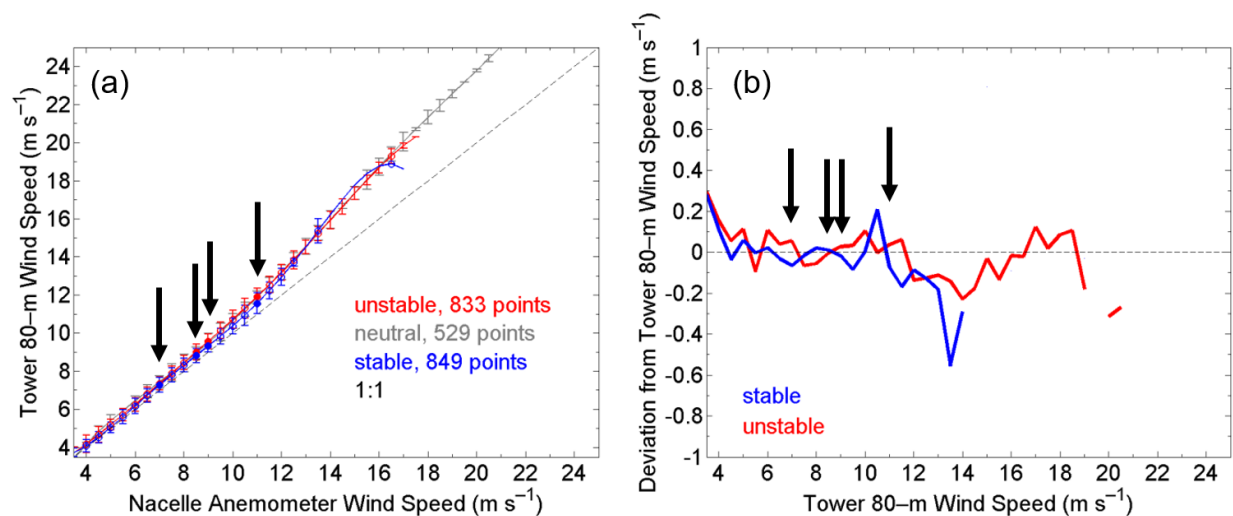 (a)
Tower 80–m Wind Speed (m s⁻¹)
24
22
20
18
16
14
12
10
8
6
4
unstable, 833 points
neutral, 529 points
stable, 849 points
1:1
4 6 8 10 12 14 16 18 20 22 24
Nacelle Anemometer Wind Speed (m s⁻¹)
(b)
Deviation from Tower 80–m Wind Speed (m s⁻¹)
1
0.8
0.6
0.4
0.2
0
-0.2
-0.4
-0.6
-0.8
-1
stable
unstable
4 6 8 10 12 14 16 18 20 22 24
Tower 80–m Wind Speed (m s⁻¹)